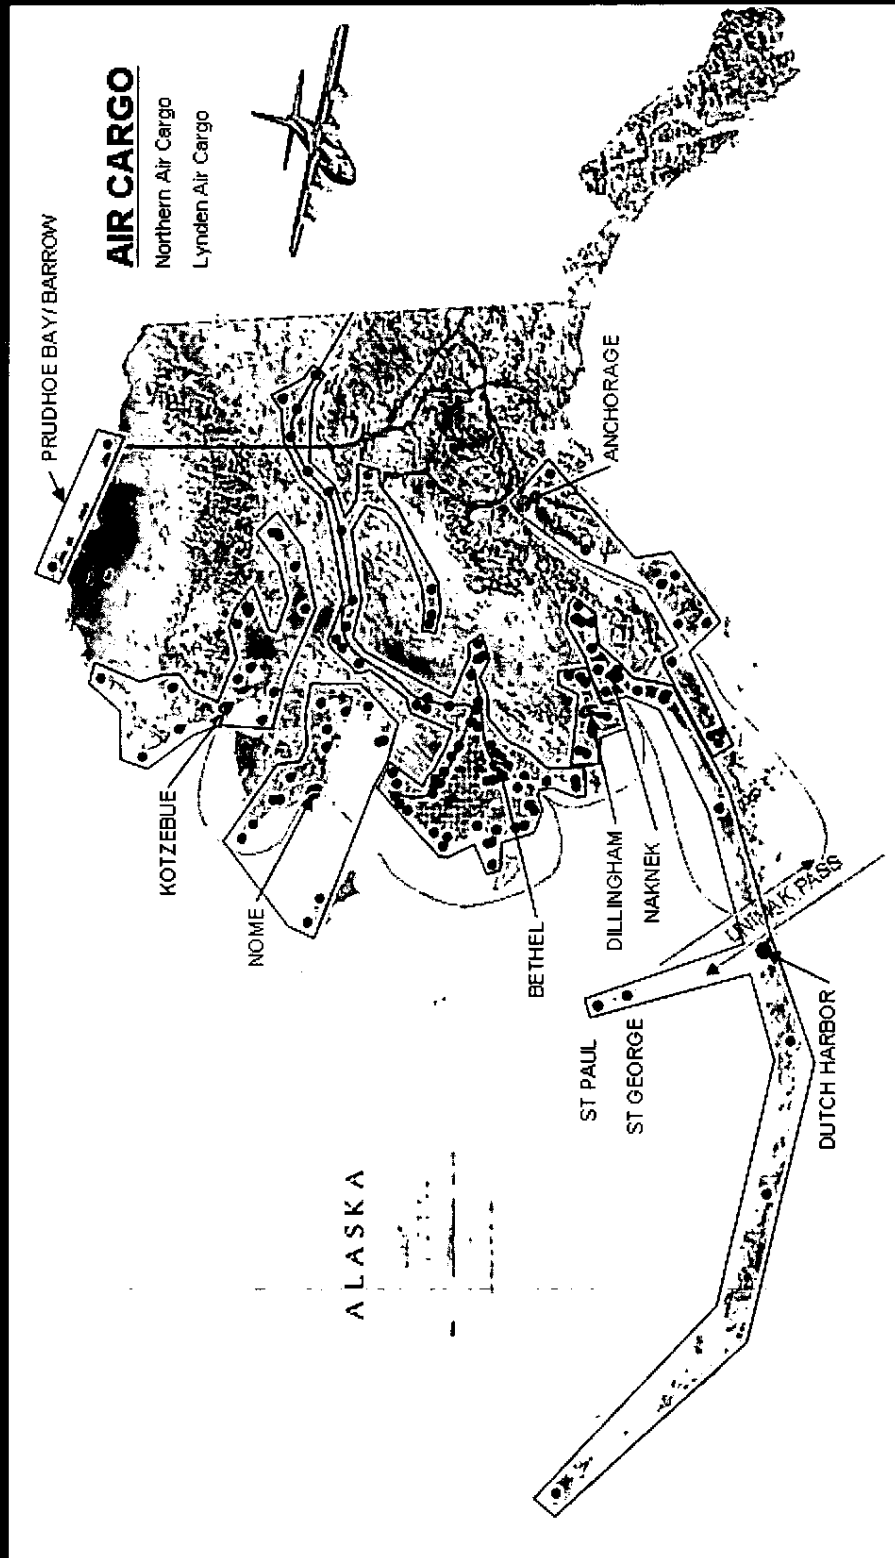 AIR CARGO
Northern Air Cargo
Lynden Air Cargo
PRUDHOE BAY/ BARROW
KOTZEBUE
NOME
BETHEL
DILLINGHAM
NAKNEK
ANCHORAGE
UNIMAK PASS
ST PAUL
ST GEORGE
DUTCH HARBOR
ALASKA